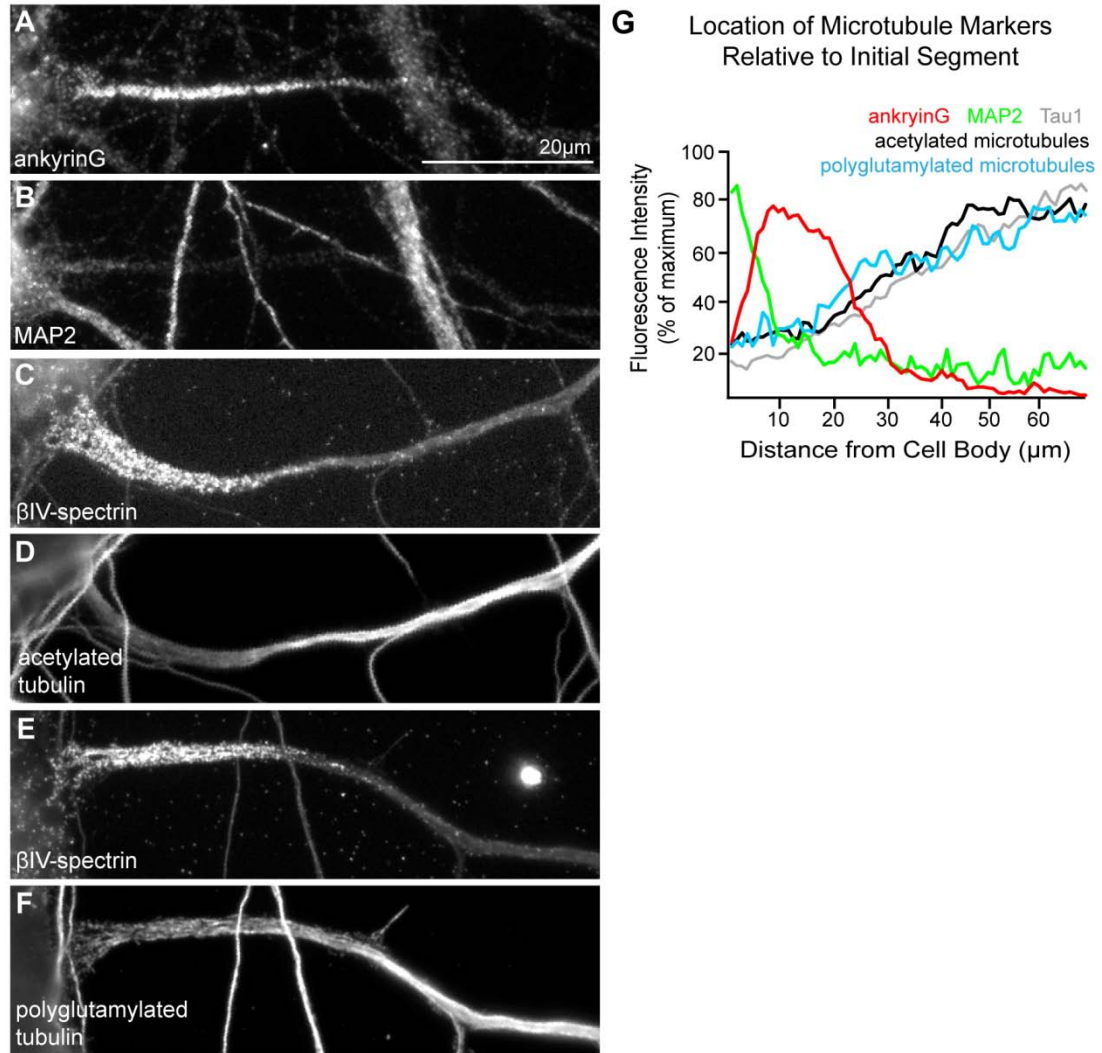 A
ankyrinG
20µm
B
MAP2
C
βIV-spectrin
D
acetylated
tubulin
E
βIV-spectrin
F
polyglutamylated
tubulin
G
Location of Microtubule Markers
Relative to Initial Segment
ankryinG MAP2 Tau1
acetylated microtubules
polyglutamylated microtubules
Fluorescence Intensity
(% of maximum)
100
80
60
40
20
10 20 30 40 50 60
Distance from Cell Body (µm)